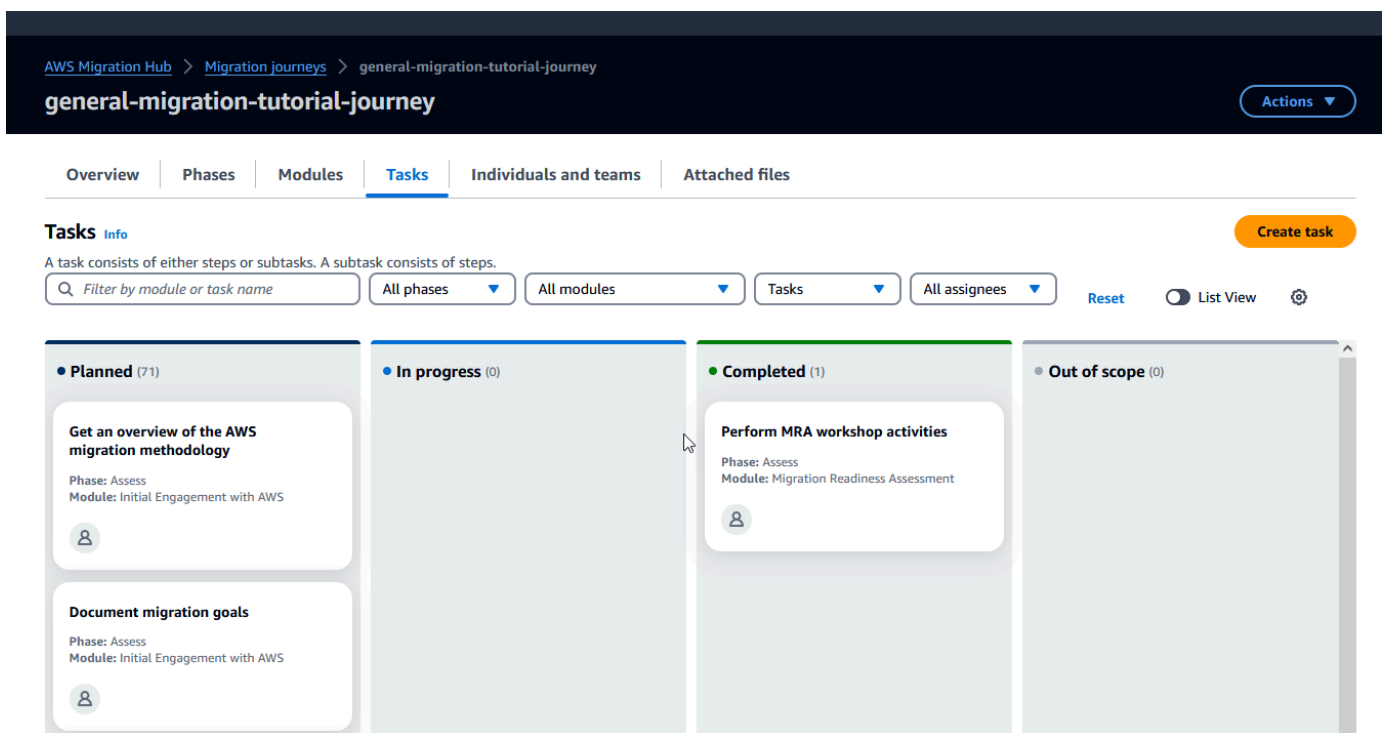 AWS Migration Hub > Migration journeys > general-migration-tutorial-journey
general-migration-tutorial-journey
Actions
Overview Phases Modules Tasks Individuals and teams Attached files
Tasks Info
Create task
A task consists of either steps or subtasks. A subtask consists of steps.
Filter by module or task name All phases All modules Tasks All assignees Reset List View
Planned (71) In progress (0) Completed (1) Out of scope (0)
Get an overview of the AWS
migration methodology
Phase: Assess
Module: Initial Engagement with AWS
Document migration goals
Phase: Assess
Module: Initial Engagement with AWS
Perform MRA workshop activities
Phase: Assess
Module: Migration Readiness Assessment